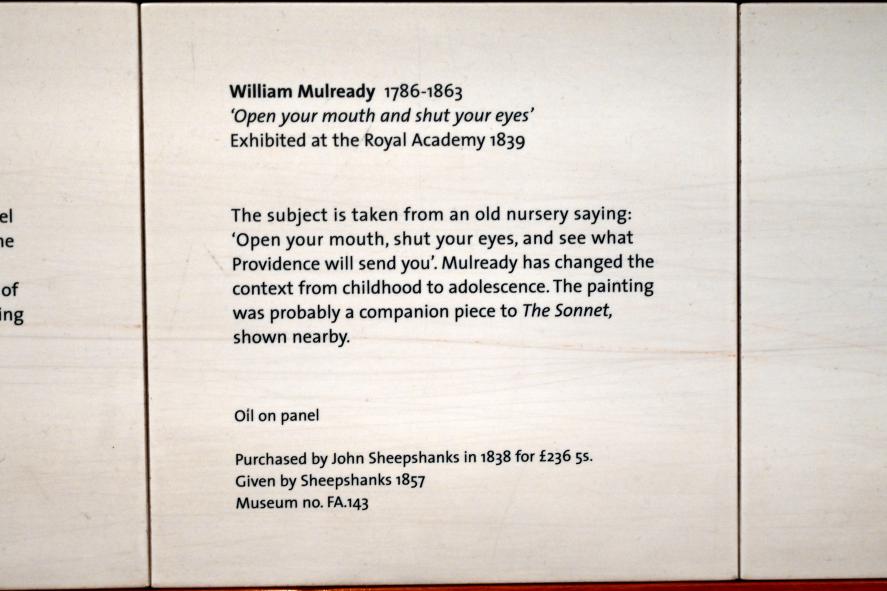 William Mulready 1786-1863
‘Open your mouth and shut your eyes’
Exhibited at the Royal Academy 1839
The subject is taken from an old nursery saying:
‘Open your mouth, shut your eyes, and see what
Providence will send you’. Mulready has changed the
context from childhood to adolescence. The painting
was probably a companion piece to The Sonnet,
shown nearby.
Oil on panel
Purchased by John Sheepshanks in 1838 for £236 5s.
Given by Sheepshanks 1857
Museum no. FA.143
of